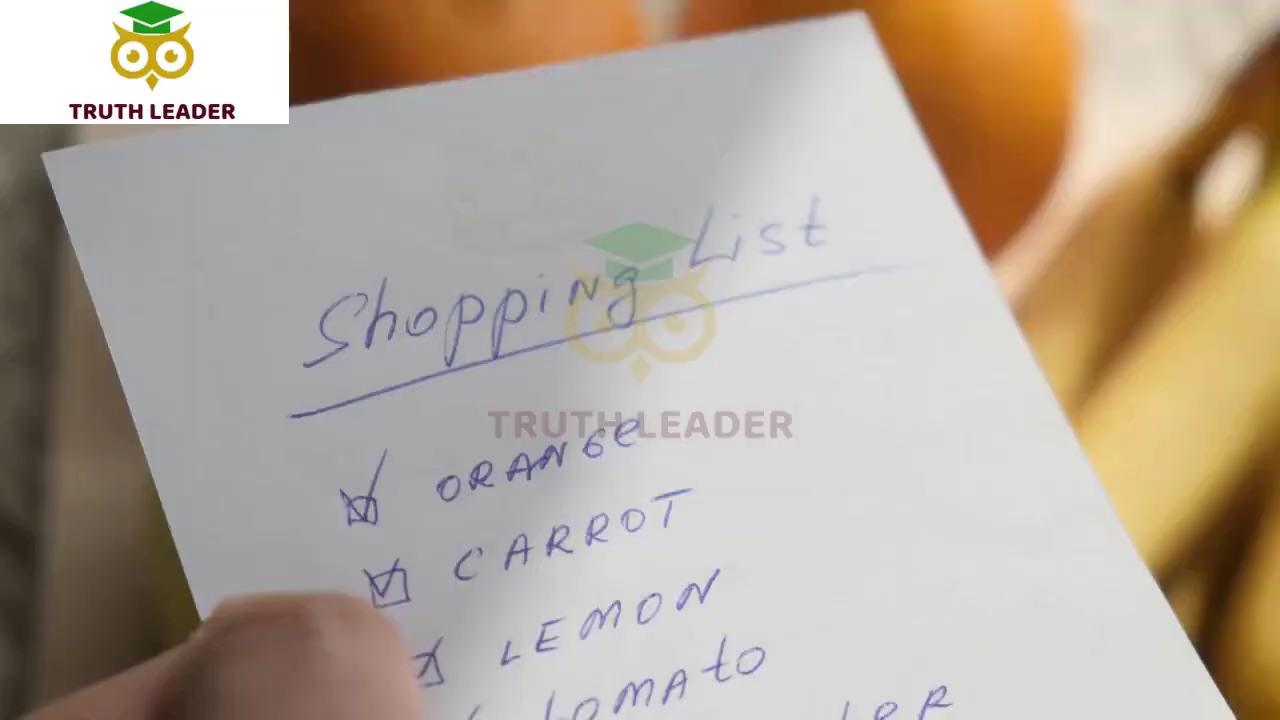 TRUTH LEADER
Shopping List
TRUTH LEADER
ORANGe
CARROT
LEMON
tomAto